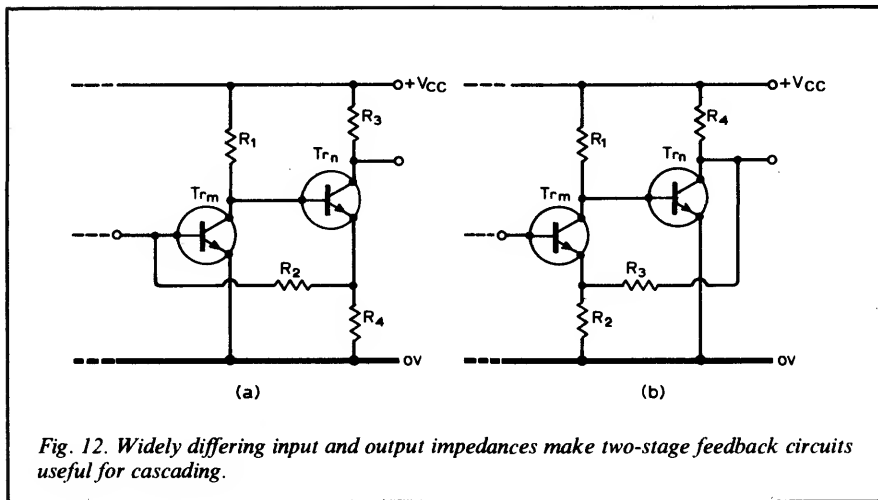 +VCC
R3
R1
Trn
Trm
R2
R4
0V
(a)
+VCC
R4
R1
Trn
Trm
R3
R2
0V
(b)
Fig. 12. Widely differing input and output impedances make two-stage feedback circuits
useful for cascading.